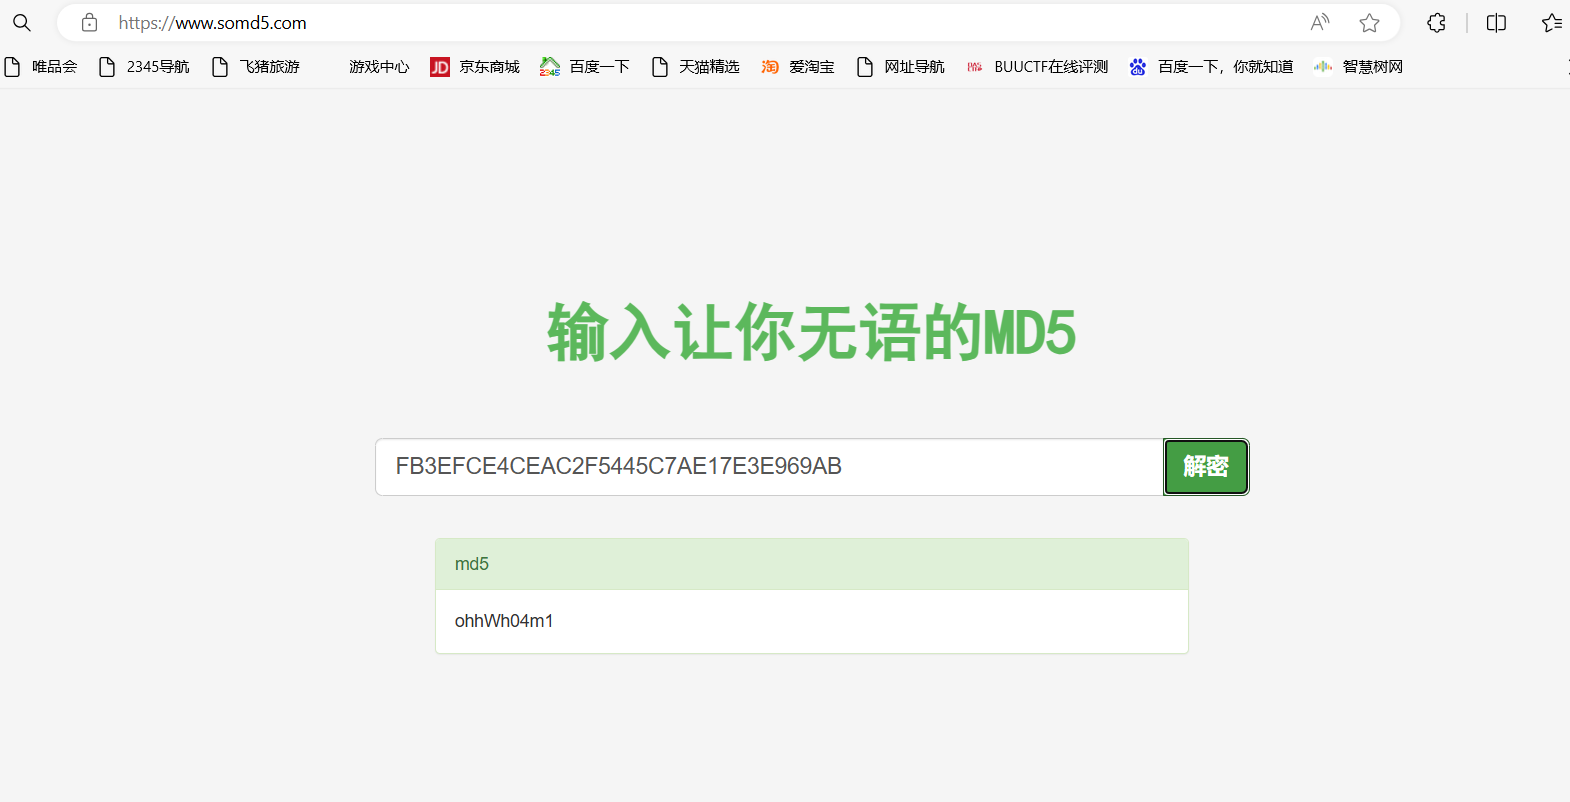 https://www.somd5.com
唯品会 2345导航 飞猪旅游 游戏中心 JD 京东商城 2345 百度一下 天猫精选 淘 爱淘宝 网址导航 BUUCTF在线评测 du 百度一下，你就知道 智慧树网
输入让你无语的MD5
FB3EFCE4CEAC2F5445C7AE17E3E969AB 解密
md5
ohhWh04m1